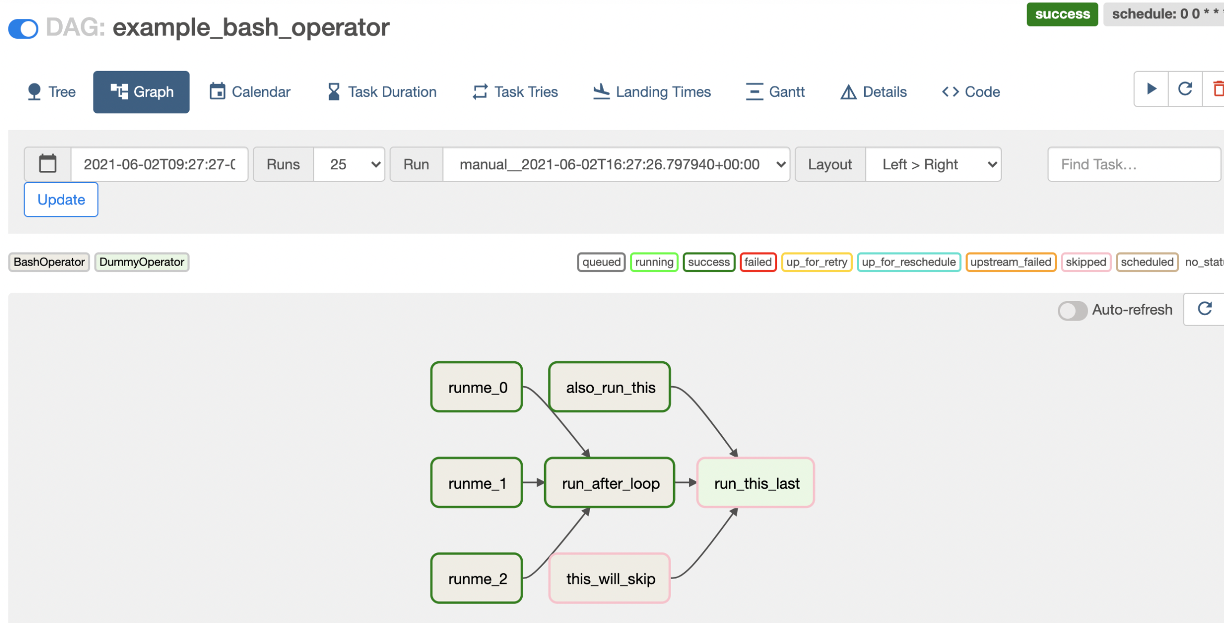 DAG: example_bash_operator
success schedule: 0 0 * *
Tree Graph Calendar Task Duration Task Tries Landing Times Gantt Details Code
2021-06-02T09:27:27-0 Runs 25 Run manual__2021-06-02T16:27:26.797940+00:00 Layout Left > Right Find Task...
Update
BashOperator DummyOperator queued running success failed up_for_retry up_for_reschedule upstream_failed skipped scheduled no_stat
Auto-refresh
runme_0 also_run_this
runme_1 run_after_loop run_this_last
runme_2 this_will_skip